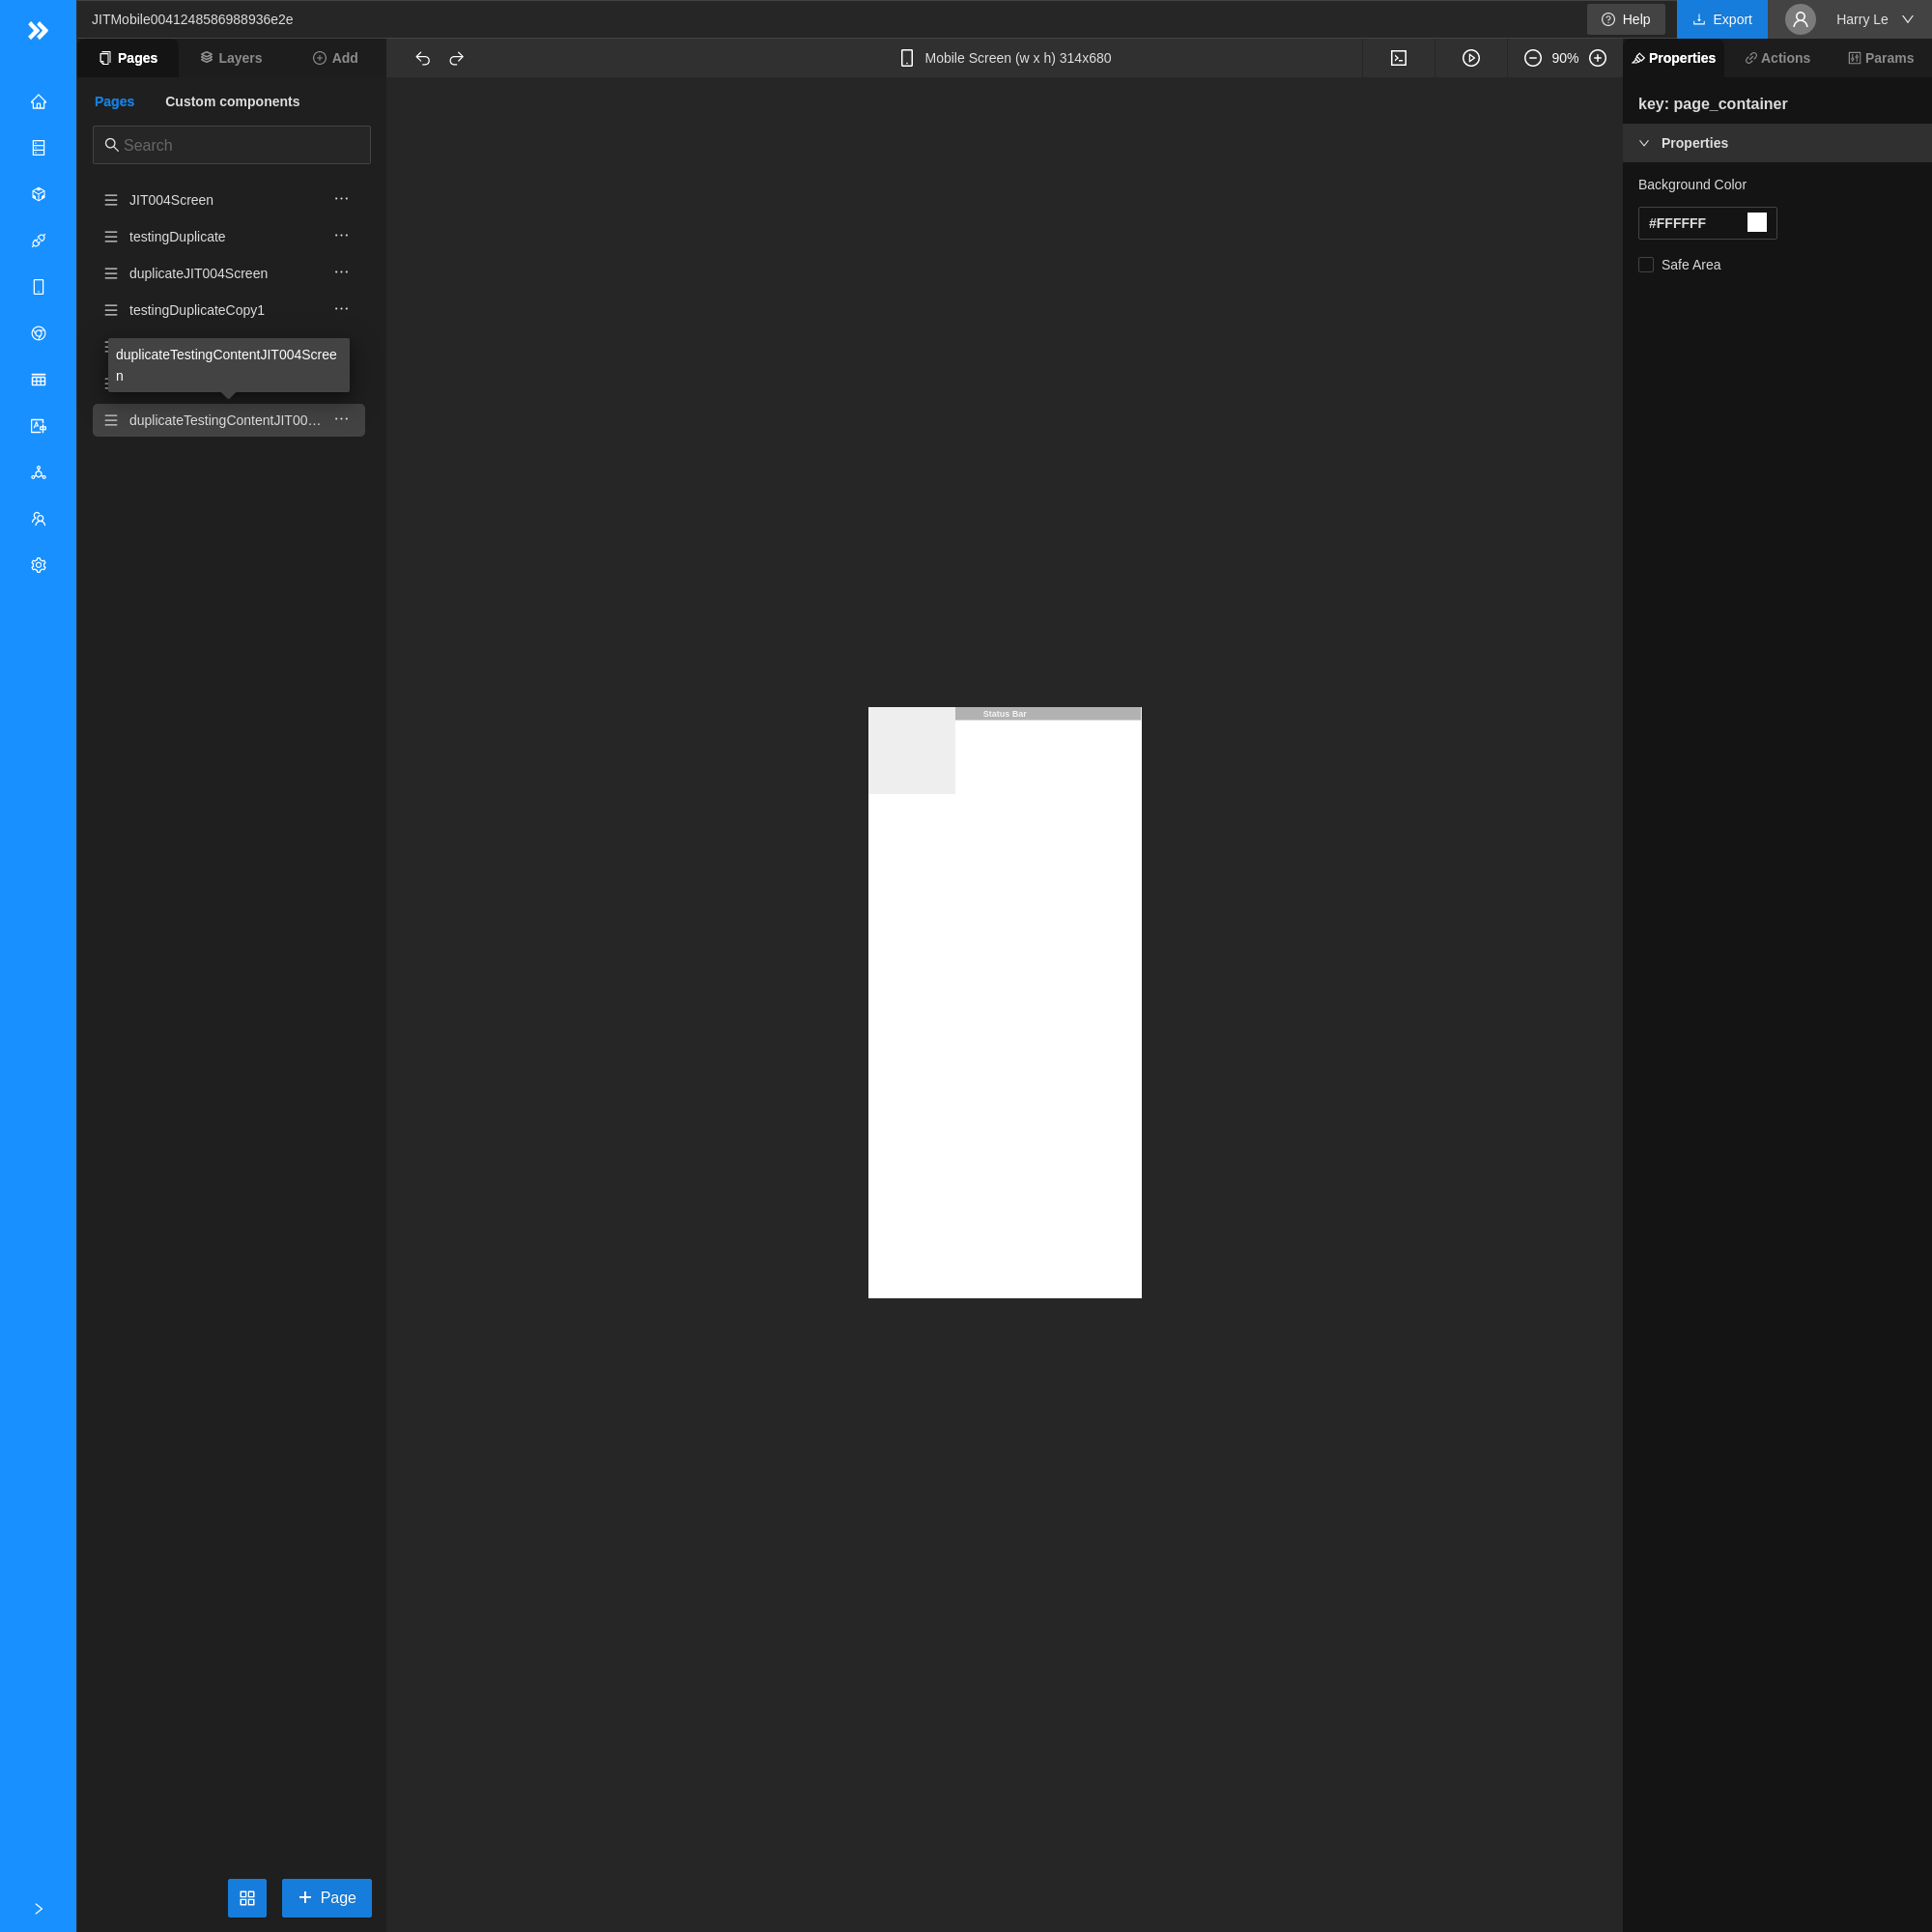 JITMobile0041248586988936e2e
Help
Export
Harry Le
Pages
Layers
Add
Mobile Screen (w x h) 314x680
90%
Properties
Actions
Params
Pages
Custom components
Search
JIT004Screen
testingDuplicate
duplicateJIT004Screen
testingDuplicateCopy1
duplicateTestingContentJIT004Scree
n
duplicateTestingContentJIT00...
key: page_container
Properties
Background Color
#FFFFFF
Safe Area
Status Bar
Page